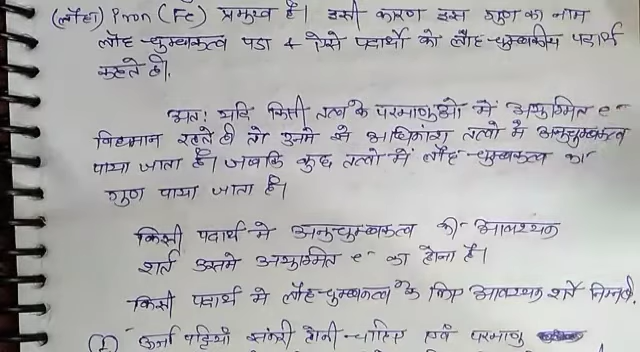 (लोहा) Iron (Fe) प्रमुख है। इसी कारण इस गुण का नाम
लौह-चुम्बकत्व पडा व ऐसे पदार्थो को लौह-चुम्बकीय पदार्थ
कहते है।
अतः यदि किसी तत्व के परमाणुओ में अयुग्मित e⁻
विद्यमान रहते है तो उनमे से अधिकांश तत्वो मे अनुचुम्बकत्व
पाया जाता है। जबकि कुछ तत्वो में लौह-चुम्बकत्व का
गुण पाया जाता है।
किसी पदार्थ मे अनुचुम्बकत्व की आवश्यक
शर्त उसमे अयुग्मित e⁻ का होना है।
किसी पदार्थ मे लौह-चुम्बकत्व के लिए आवश्यक शर्ते निम्न है
(1) ऊर्जा पट्टियाँ संकरी होनी-चाहिए एवं परमाणु